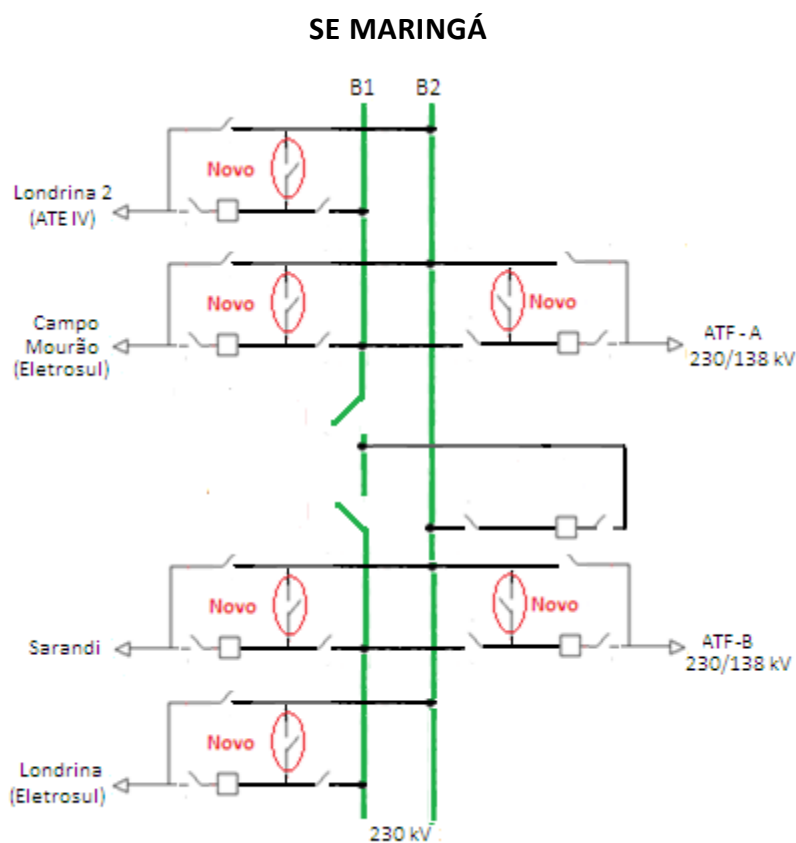 SE MARINGÁ
B1 B2
Novo
Londrina 2
(ATE IV)
Novo
Novo
Campo
Mourão
(Eletrosul)
ATF - A
230/138 kV
Novo
Novo
Sarandi
ATF-B
230/138 kV
Novo
Londrina
(Eletrosul)
230 kV